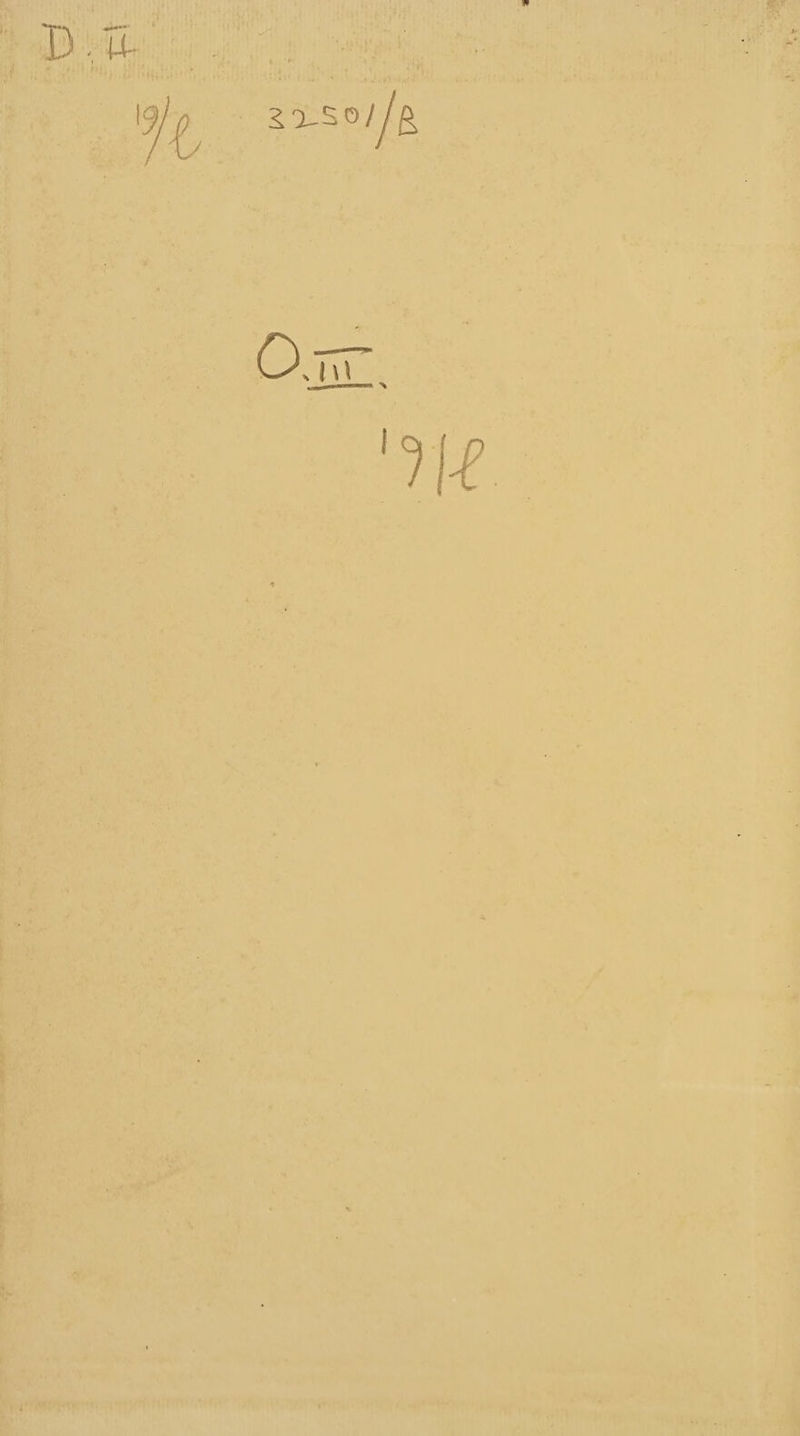 D. II
19/l 32501/B
O. III.
19/l